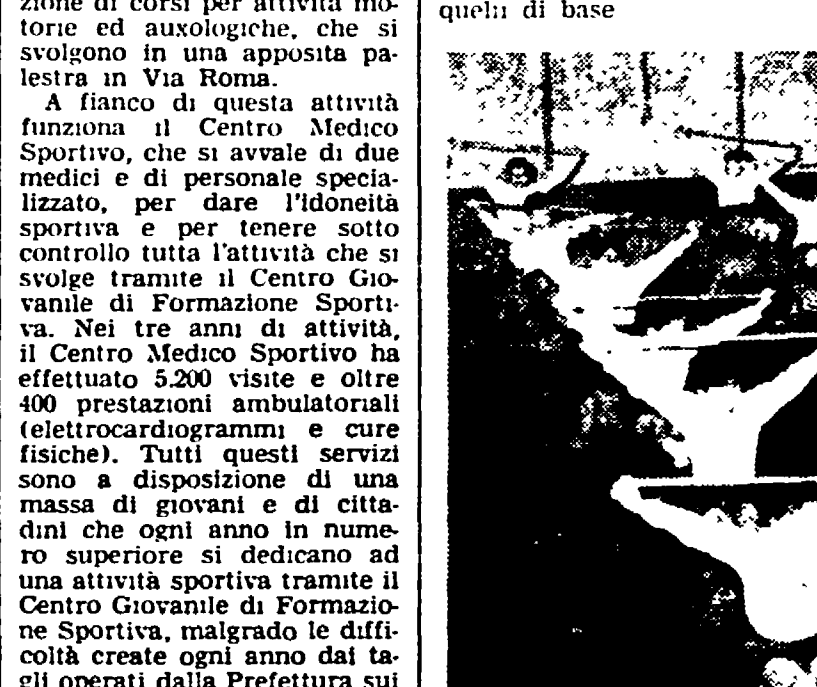 zione di corsi per attività mo-
torie ed auxologiche, che si
svolgono in una apposita pa-
lestra in Via Roma.
A fianco di questa attività
funziona il Centro Medico
Sportivo, che si avvale di due
medici e di personale specia-
lizzato, per dare l'idoneità
sportiva e per tenere sotto
controllo tutta l'attività che si
svolge tramite il Centro Gio-
vanile di Formazione Sporti-
va. Nei tre anni di attività,
il Centro Medico Sportivo ha
effettuato 5.200 visite e oltre
400 prestazioni ambulatoriali
(elettrocardiogrammi e cure
fisiche). Tutti questi servizi
sono a disposizione di una
massa di giovani e di citta-
dini che ogni anno in nume-
ro superiore si dedicano ad
una attività sportiva tramite il
Centro Giovanile di Formazio-
ne Sportiva, malgrado le diffi-
coltà create ogni anno dai ta-
gli operati dalla Prefettura sui
quelli di base